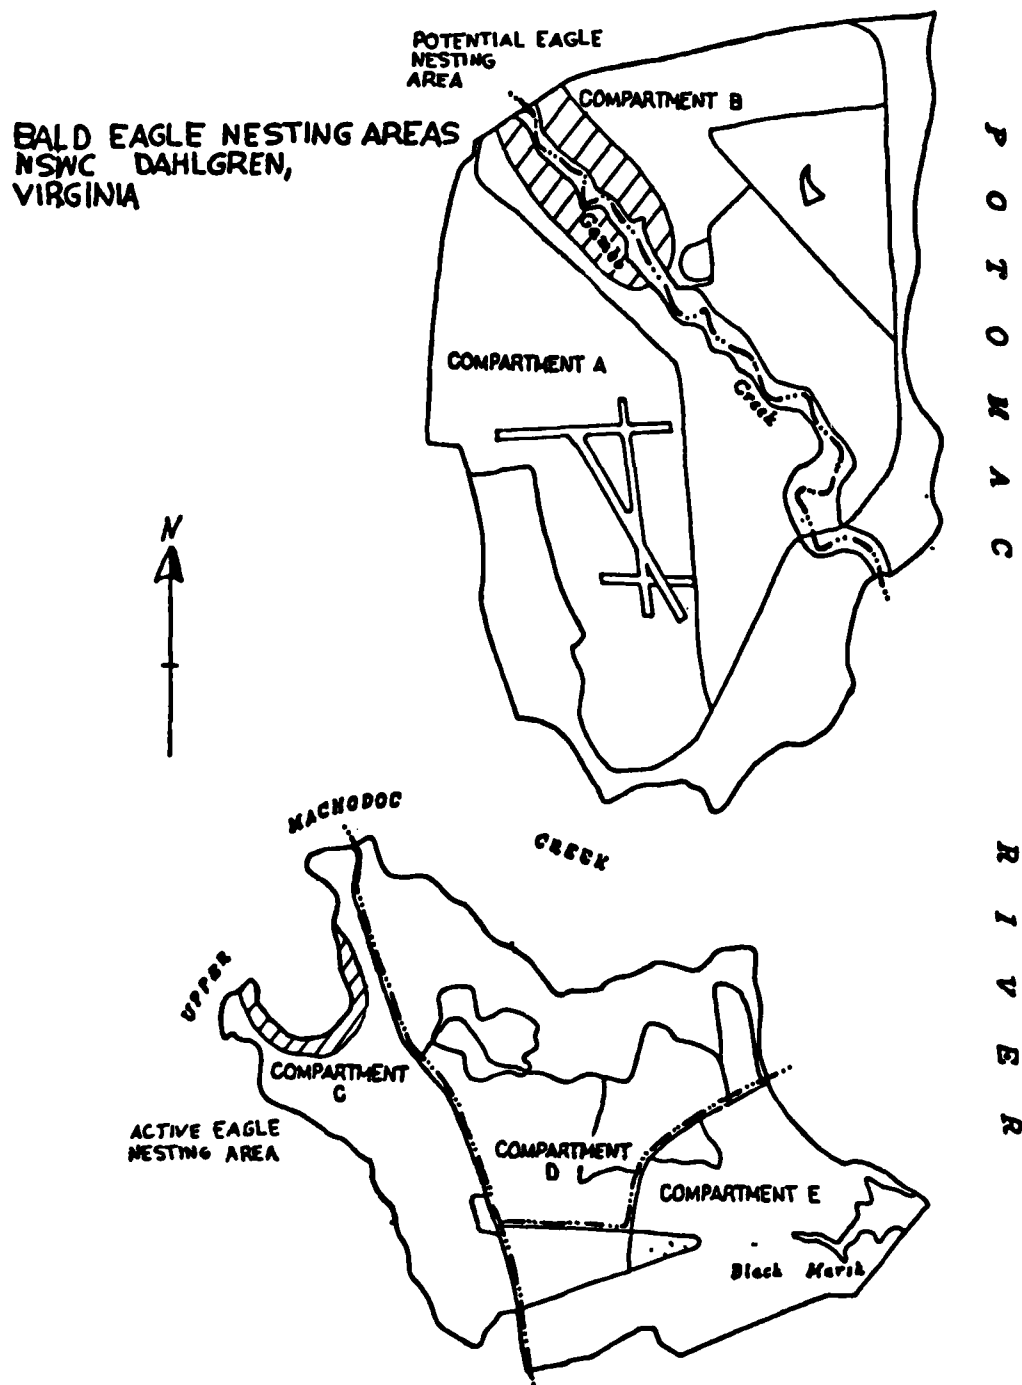 POTENTIAL EAGLE
NESTING
AREA
COMPARTMENT B
BALD EAGLE NESTING AREAS
NSWC DAHLGREN,
VIRGINIA
POTOMAC
Gambo
COMPARTMENT A
Creek
N
MACHODOC
CREEK
RIVER
UPPER
COMPARTMENT
C
ACTIVE EAGLE
NESTING AREA
COMPARTMENT
D
COMPARTMENT E
Black Marsh